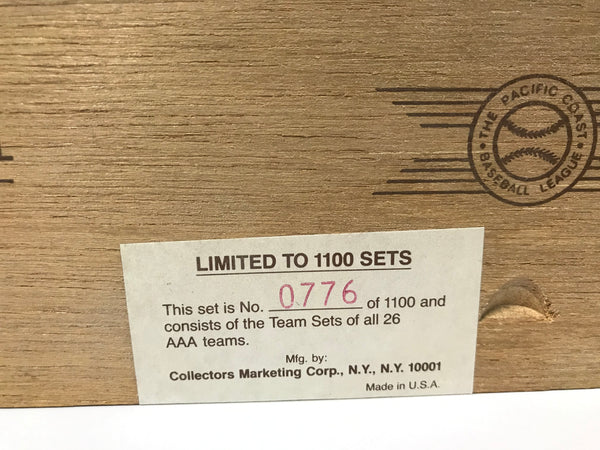 THE PACIFIC COAST
BASEBALL LEAGUE
LIMITED TO 1100 SETS
This set is No. 0776 of 1100 and
consists of the Team Sets of all 26
AAA teams.
Mfg. by:
Collectors Marketing Corp., N.Y., N.Y. 10001
Made in U.S.A.